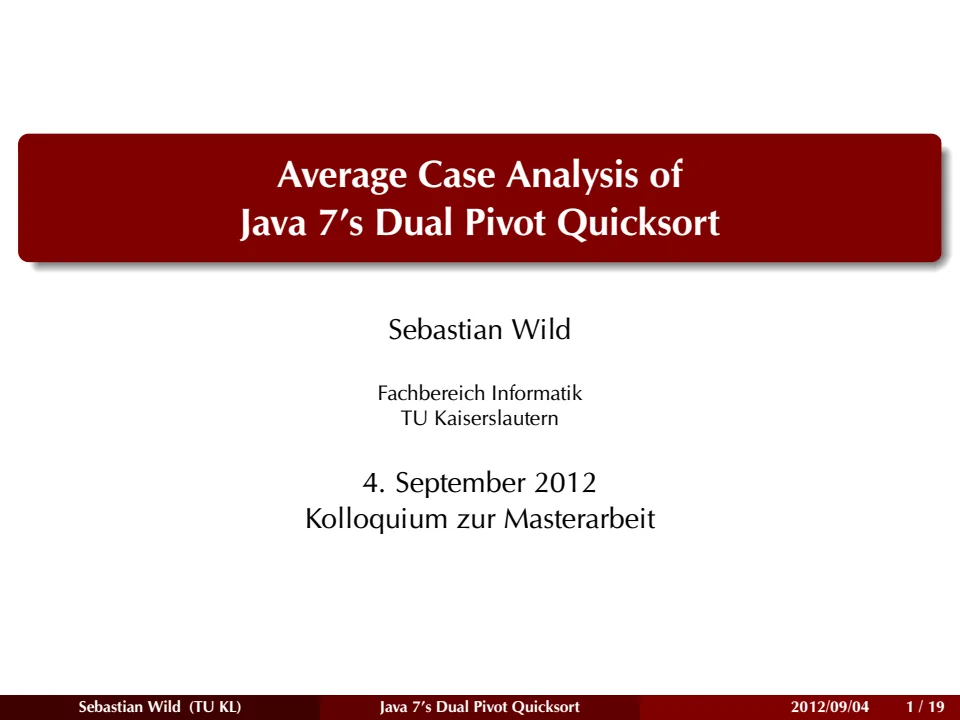 Average Case Analysis of
Java 7’s Dual Pivot Quicksort
Sebastian Wild
Fachbereich Informatik
TU Kaiserslautern
4. September 2012
Kolloquium zur Masterarbeit
Sebastian Wild (TU KL) Java 7’s Dual Pivot Quicksort 2012/09/04 1 / 19